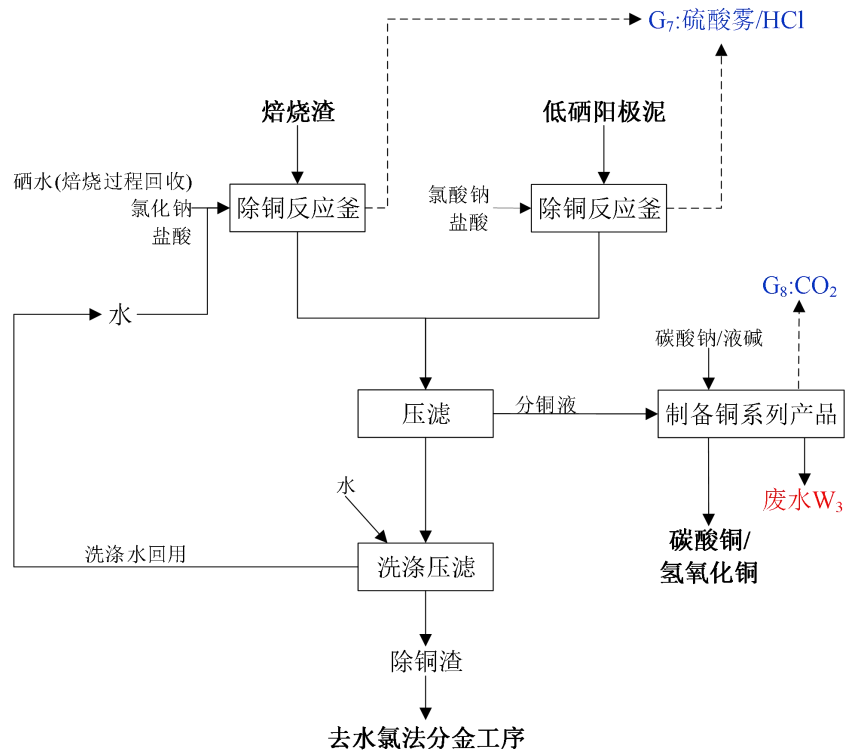 G₇:硫酸雾/HCl
焙烧渣
低硒阳极泥
硒水(焙烧过程回收)
氯化钠
盐酸
除铜反应釜
氯酸钠
盐酸
除铜反应釜
水
G₈:CO₂
碳酸钠/液碱
压滤
分铜液
制备铜系列产品
水
废水W₃
碳酸铜/
氢氧化铜
洗涤水回用
洗涤压滤
除铜渣
去水氯法分金工序